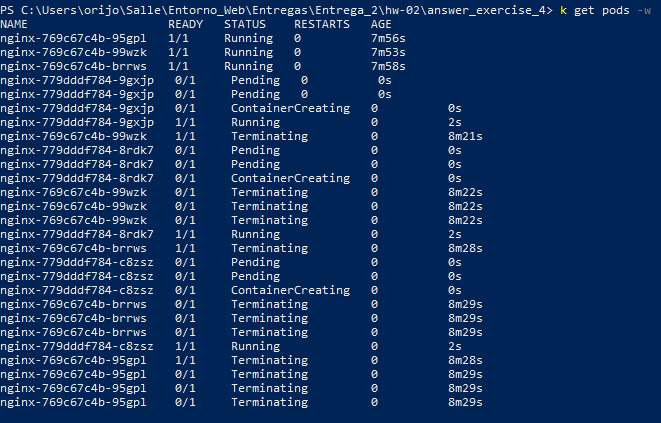 PS C:\Users\orijo\Salle\Entorno_Web\Entregas\Entrega_2\hw-02\answer_exercise_4> k get pods -w
NAME READY STATUS RESTARTS AGE
nginx-769c67c4b-95gpl 1/1 Running 0 7m56s
nginx-769c67c4b-99wzk 1/1 Running 0 7m53s
nginx-769c67c4b-brrws 1/1 Running 0 7m58s
nginx-779dddf784-9gxjp 0/1 Pending 0 0s
nginx-779dddf784-9gxjp 0/1 Pending 0 0s
nginx-779dddf784-9gxjp 0/1 ContainerCreating 0 0s
nginx-779dddf784-9gxjp 1/1 Running 0 2s
nginx-769c67c4b-99wzk 1/1 Terminating 0 8m21s
nginx-779dddf784-8rdk7 0/1 Pending 0 0s
nginx-779dddf784-8rdk7 0/1 Pending 0 0s
nginx-779dddf784-8rdk7 0/1 ContainerCreating 0 0s
nginx-769c67c4b-99wzk 0/1 Terminating 0 8m22s
nginx-769c67c4b-99wzk 0/1 Terminating 0 8m22s
nginx-769c67c4b-99wzk 0/1 Terminating 0 8m22s
nginx-779dddf784-8rdk7 1/1 Running 0 2s
nginx-769c67c4b-brrws 1/1 Terminating 0 8m28s
nginx-779dddf784-c8zsz 0/1 Pending 0 0s
nginx-779dddf784-c8zsz 0/1 Pending 0 0s
nginx-779dddf784-c8zsz 0/1 ContainerCreating 0 0s
nginx-769c67c4b-brrws 0/1 Terminating 0 8m29s
nginx-769c67c4b-brrws 0/1 Terminating 0 8m29s
nginx-769c67c4b-brrws 0/1 Terminating 0 8m29s
nginx-779dddf784-c8zsz 1/1 Running 0 2s
nginx-769c67c4b-95gpl 1/1 Terminating 0 8m28s
nginx-769c67c4b-95gpl 0/1 Terminating 0 8m29s
nginx-769c67c4b-95gpl 0/1 Terminating 0 8m29s
nginx-769c67c4b-95gpl 0/1 Terminating 0 8m29s